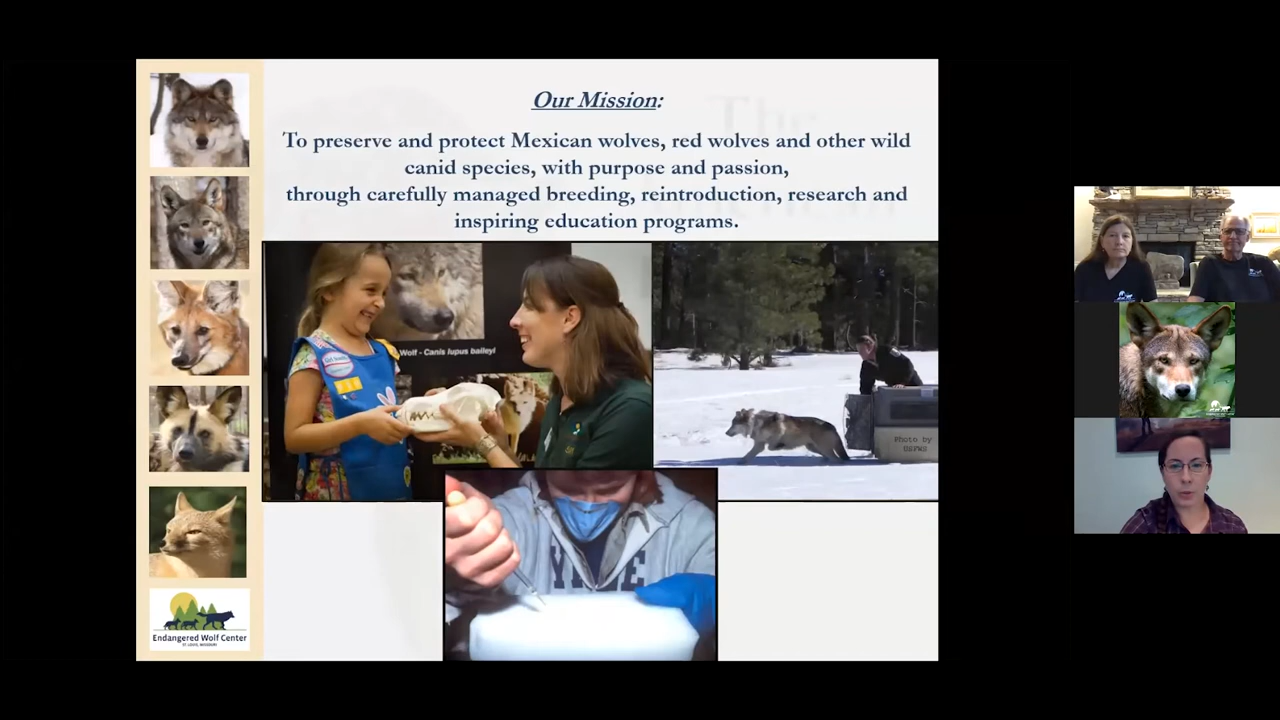 Our Mission:
To preserve and protect Mexican wolves, red wolves and other wild
canid species, with purpose and passion,
through carefully managed breeding, reintroduction, research and
inspiring education programs.
Wolf - Canis lupus baileyi
Photo by
USFWS
Endangered Wolf Center
ST. LOUIS, MISSOURI